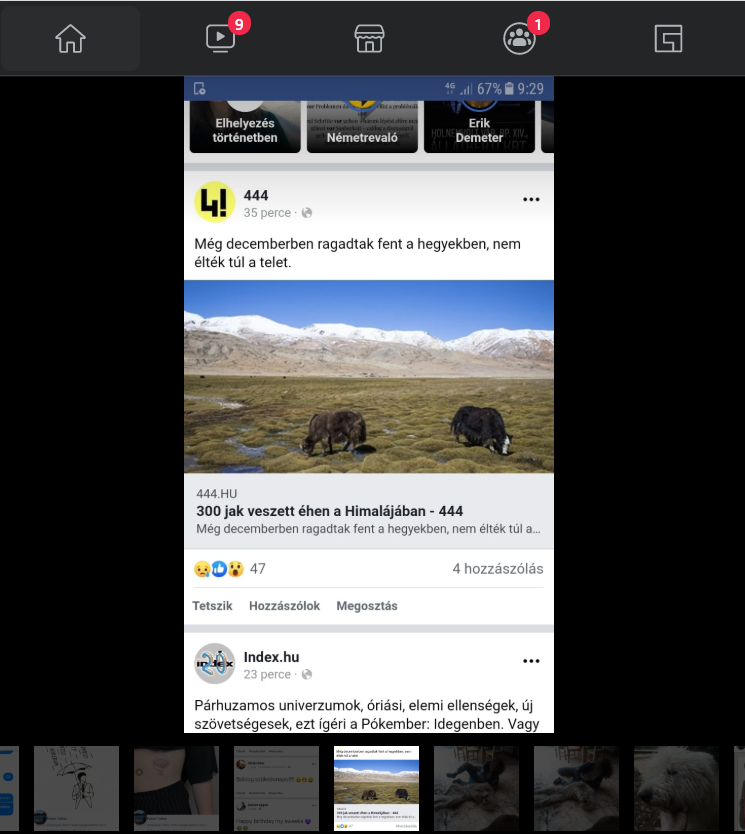 9
1
4G 67% 9:29
Elhelyezés
történetben
Németrevaló
Erik
Demeter
4!
444
35 perce ·
Még decemberben ragadtak fent a hegyekben, nem
élték túl a telet.
444.HU
300 jak veszett éhen a Himalájában - 444
Még decemberben ragadtak fent a hegyekben, nem élték túl a...
47 4 hozzászólás
Tetszik Hozzászólok Megosztás
index
Index.hu
23 perce ·
Párhuzamos univerzumok, óriási, elemi ellenségek, új
szövetségesek, ezt ígéri a Pókember: Idegenben. Vagy